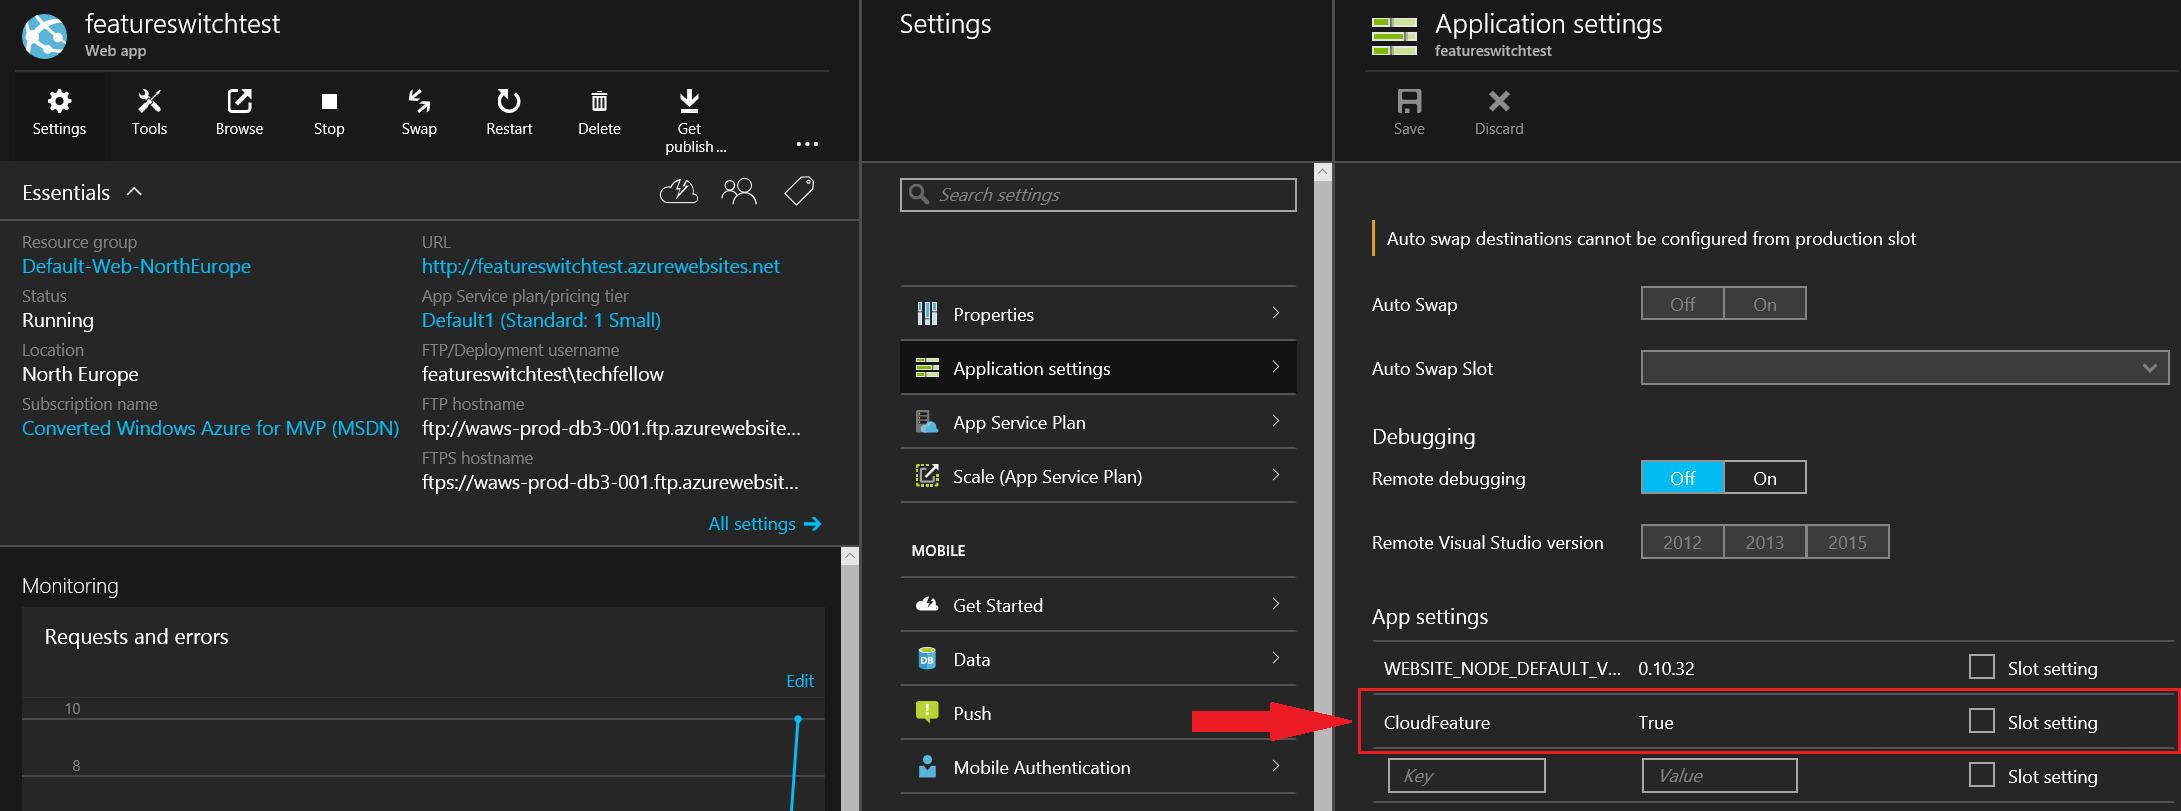 featureswitchtest
Web app
Settings
Tools
Browse
Stop
Swap
Restart
Delete
Get
publish ...
Essentials
Resource group
Default-Web-NorthEurope
Status
Running
Location
North Europe
Subscription name
Converted Windows Azure for MVP (MSDN)
URL
http://featureswitchtest.azurewebsites.net
App Service plan/pricing tier
Default1 (Standard: 1 Small)
FTP/Deployment username
featureswitchtest\techfellow
FTP hostname
ftp://waws-prod-db3-001.ftp.azurewebsite...
FTPS hostname
ftps://waws-prod-db3-001.ftp.azurewebsit...
All settings
Monitoring
Requests and errors
Edit
10
8
Settings
Search settings
Properties
Application settings
App Service Plan
Scale (App Service Plan)
MOBILE
Get Started
DB
Data
Push
Mobile Authentication
Application settings
featureswitchtest
Save
Discard
Auto swap destinations cannot be configured from production slot
Auto Swap Off On
Auto Swap Slot
Debugging
Remote debugging Off On
Remote Visual Studio version 2012 2013 2015
App settings
WEBSITE_NODE_DEFAULT_V... 0.10.32 Slot setting
CloudFeature True Slot setting
Key Value Slot setting